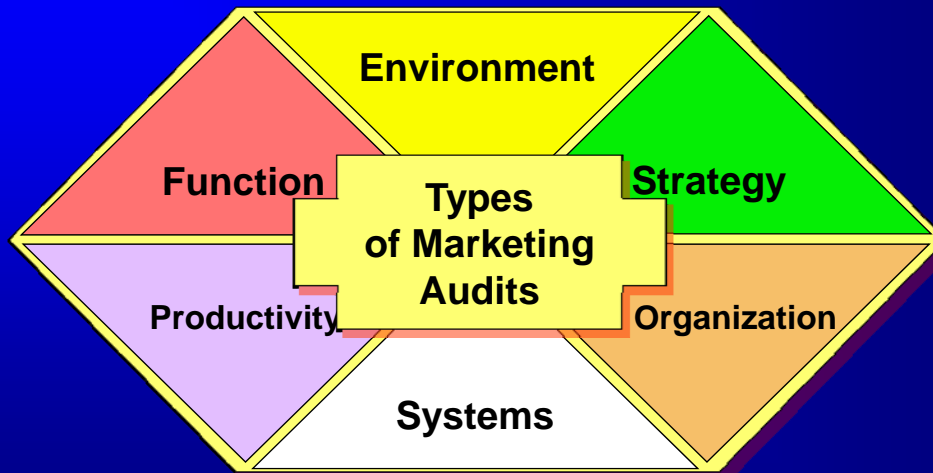 Environment
Function
Strategy
Types
of Marketing
Audits
Productivity
Organization
Systems